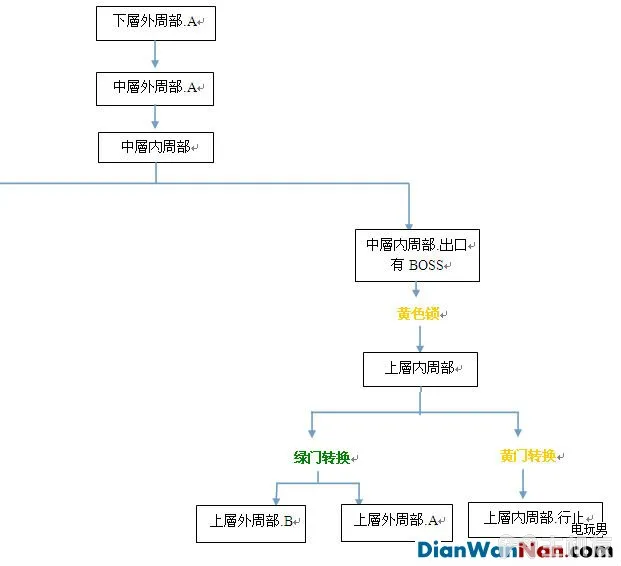 下層外周部.A
中層外周部.A
中層内周部
中層内周部.出口
有 BOSS
黄色锁
上層内周部
绿门转换
黄门转换
上層外周部.B
上層外周部.A
上層内周部.行止
电玩男
DianWanNan.com